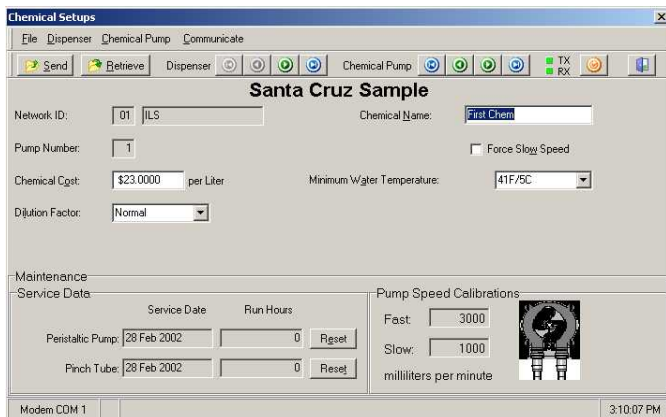 Chemical Setups
File Dispenser Chemical Pump Communicate
Send Retrieve Dispenser Chemical Pump TX
RX
Santa Cruz Sample
Network ID: 01 ILS Chemical Name: First Chem
Pump Number: 1 Force Slow Speed
Chemical Cost: $23.0000 per Liter Minimum Water Temperature: 41F/5C
Dilution Factor: Normal
Maintenance
Service Data Pump Speed Calibrations
Service Date Run Hours
Fast: 3000
Peristaltic Pump: 28 Feb 2002 0 Reset
Slow: 1000
Pinch Tube: 28 Feb 2002 0 Reset
milliliters per minute
Modem COM 1 3:10:07 PM